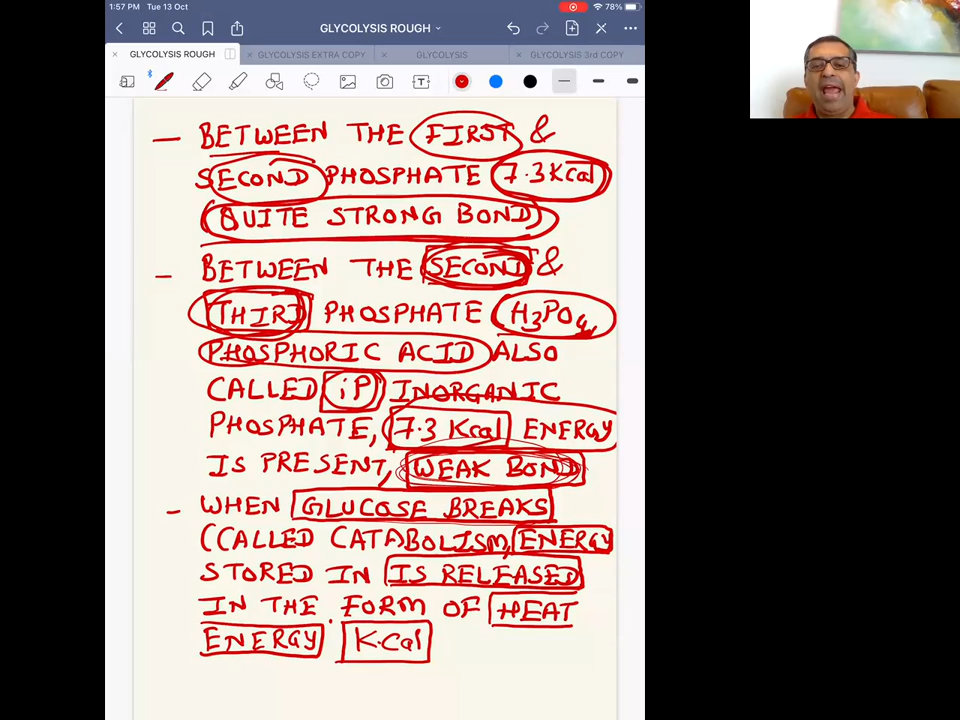 1:57 PM Tue 13 Oct
78%
GLYCOLYSIS ROUGH
GLYCOLYSIS ROUGH
GLYCOLYSIS EXTRA COPY
GLYCOLYSIS
GLYCOLYSIS 3rd COPY
T
— BETWEEN THE FIRST &
SECOND PHOSPHATE 7.3 Kcal
(QUITE STRONG BOND)
- BETWEEN THE SECOND &
THIRD PHOSPHATE H3PO4
PHOSPHORIC ACID ALSO
CALLED iP INORGANIC
PHOSPHATE, 7.3 Kcal ENERGY
IS PRESENT, WEAK BOND
- WHEN GLUCOSE BREAKS
(CALLED CATABOLISM, ENERGY
STORED IN IS RELEASED
IN THE FORM OF HEAT
ENERGY. K.Cal